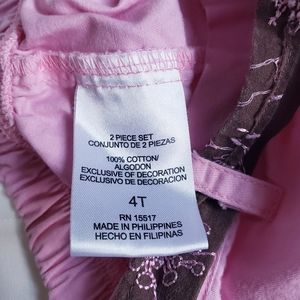 2 PIECE SET
CONJUNTO DE 2 PIEZAS
100% COTTON/
ALGODON
EXCLUSIVE OF DECORATION
EXCLUSIVO DE DECORACION
4T
RN 15517
MADE IN PHILIPPINES
HECHO EN FILIPINAS